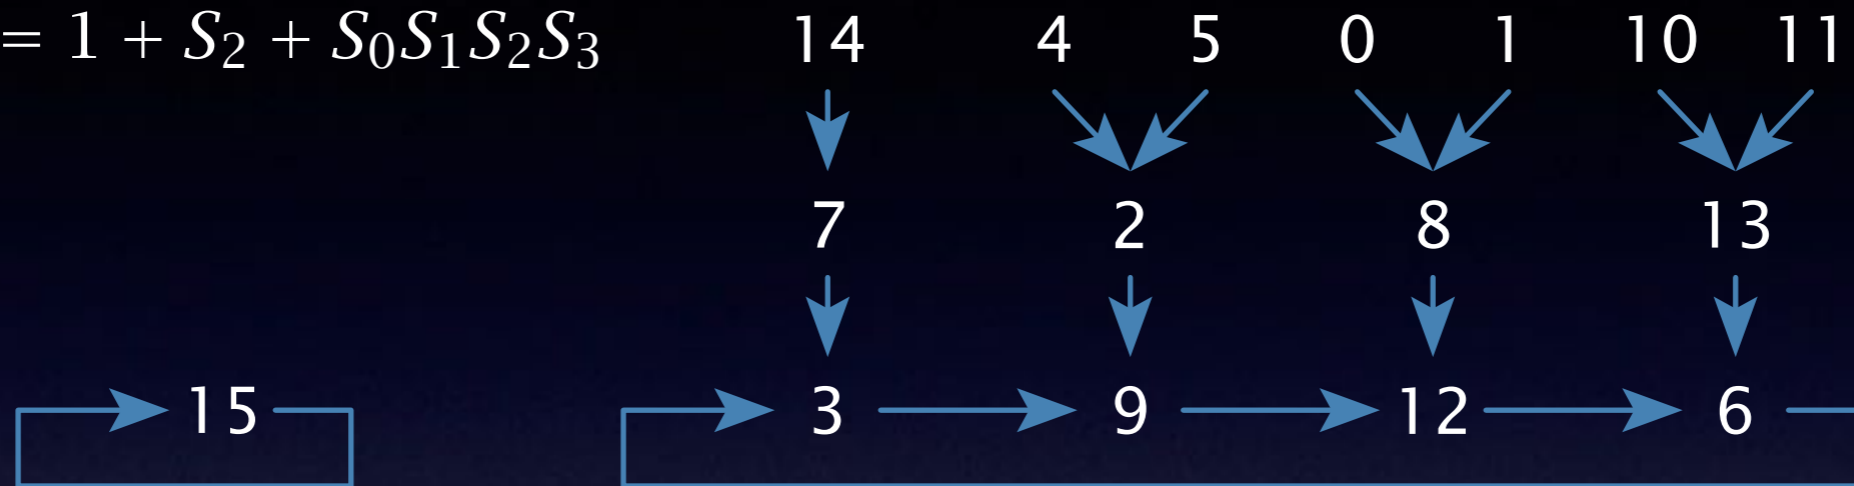 = 1 + S₂ + S₀S₁S₂S₃ 14 4 5 0 1 10 11
7 2 8 13
15 3 9 12 6